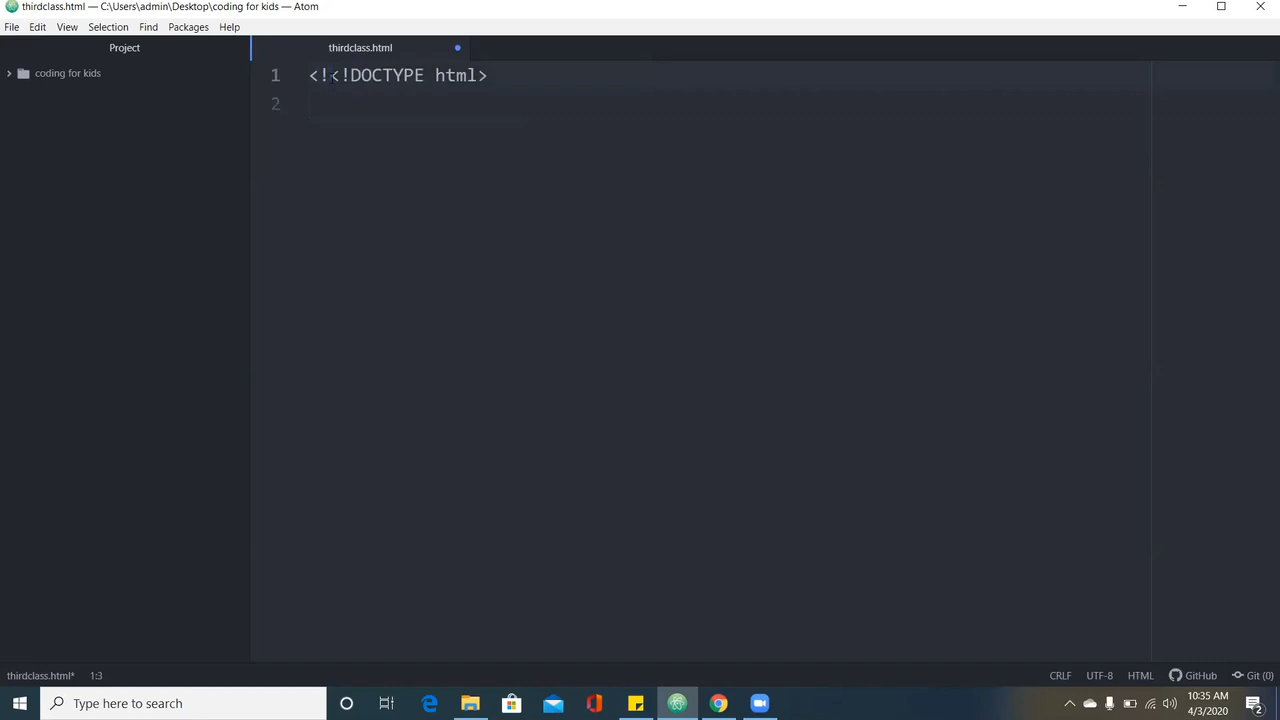 thirdclass.html — C:\Users\admin\Desktop\coding for kids — Atom
File Edit View Selection Find Packages Help
Project
thirdclass.html
coding for kids
1 <!<!DOCTYPE html>
2
thirdclass.html* 1:3 CRLF UTF-8 HTML GitHub Git (0)
Type here to search
10:35 AM
4/3/2020
2